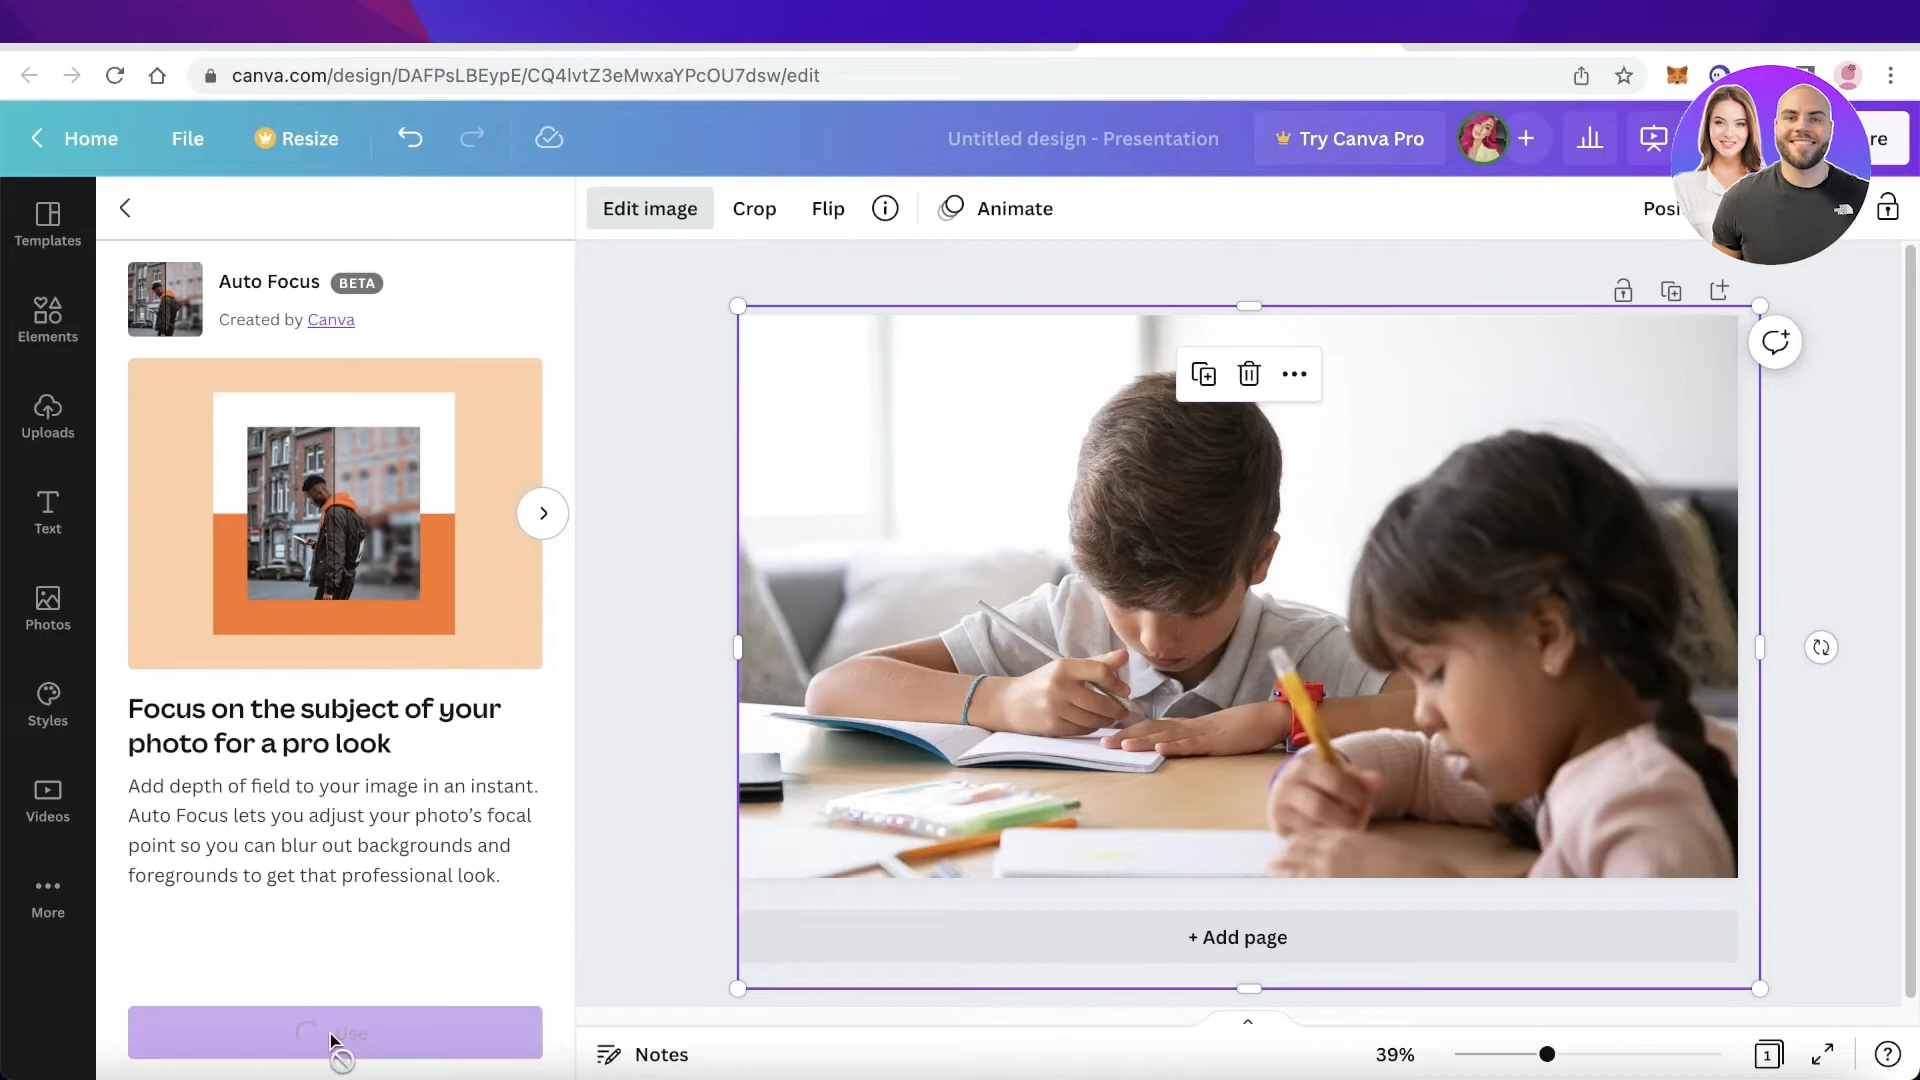 canva.com/design/DAFPsLBEypE/CQ4lvtZ3eMwxaYPcOU7dsw/edit
Home
File
Resize
Untitled design - Presentation
Try Canva Pro
re
Templates
Elements
Uploads
Text
Photos
Styles
Videos
More
Auto Focus BETA
Created by Canva
Focus on the subject of your
photo for a pro look
Add depth of field to your image in an instant.
Auto Focus lets you adjust your photo’s focal
point so you can blur out backgrounds and
foregrounds to get that professional look.
Use
Edit image
Crop
Flip
Animate
Posi
+ Add page
Notes
39%
1